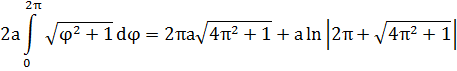 2a∫₀^{2π} √(φ² + 1) dφ = 2πa√(4π² + 1) + a ln|2π + √(4π² + 1)|